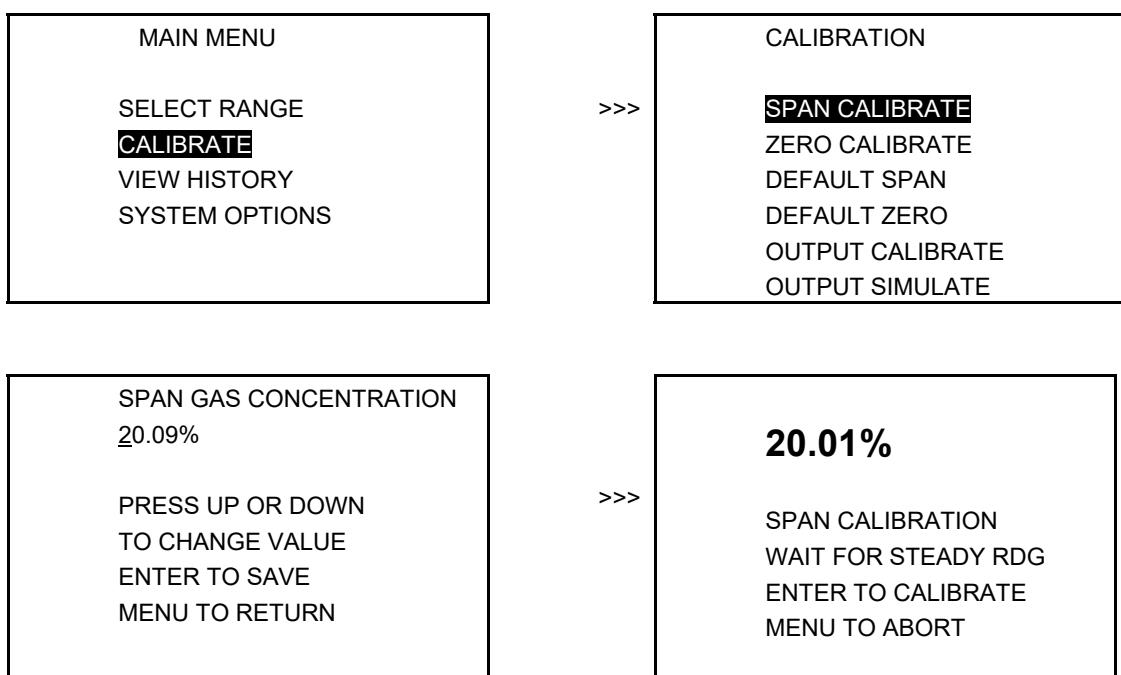 MAIN MENU
SELECT RANGE
CALIBRATE
VIEW HISTORY
SYSTEM OPTIONS
>>>
CALIBRATION
SPAN CALIBRATE
ZERO CALIBRATE
DEFAULT SPAN
DEFAULT ZERO
OUTPUT CALIBRATE
OUTPUT SIMULATE
SPAN GAS CONCENTRATION
20.09%
PRESS UP OR DOWN
TO CHANGE VALUE
ENTER TO SAVE
MENU TO RETURN
>>>
20.01%
SPAN CALIBRATION
WAIT FOR STEADY RDG
ENTER TO CALIBRATE
MENU TO ABORT